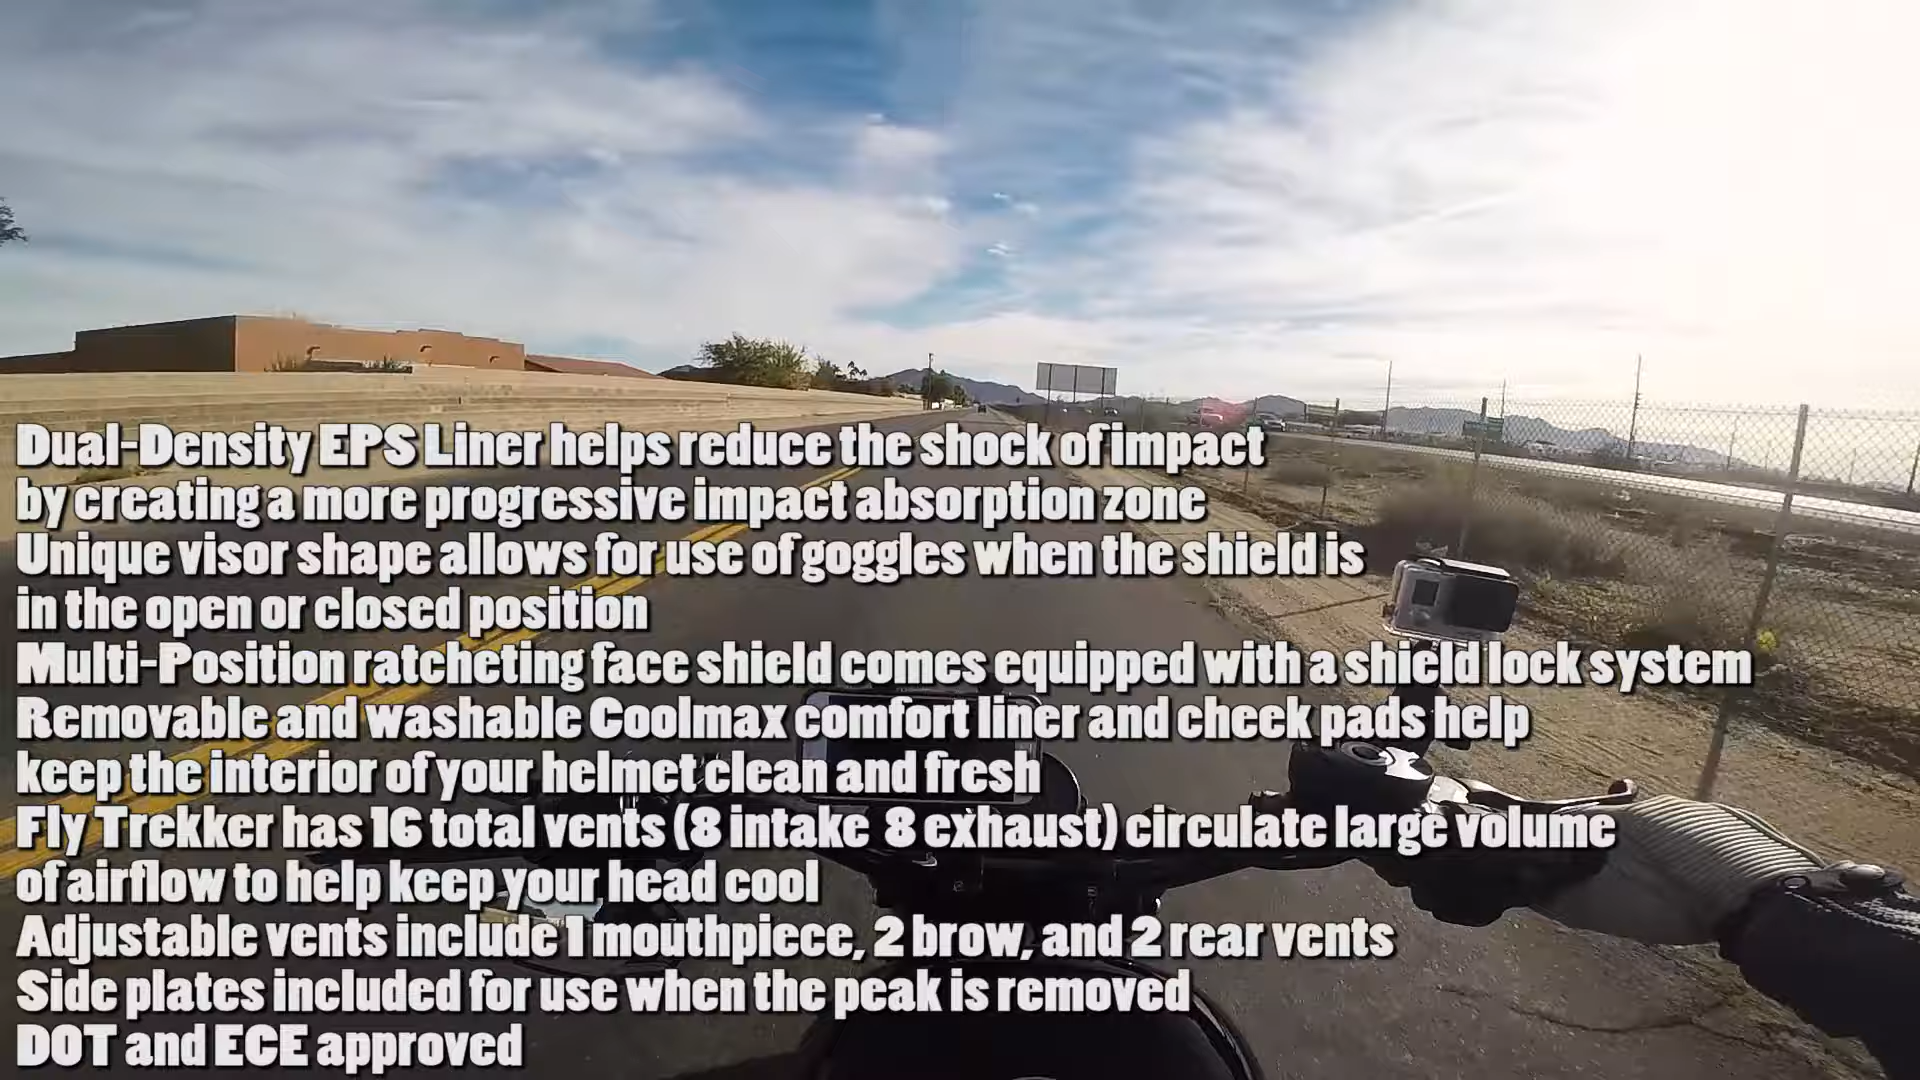 Dual-Density EPS Liner helps reduce the shock of impact
by creating a more progressive impact absorption zone
Unique visor shape allows for use of goggles when the shield is
in the open or closed position
Multi-Position ratcheting face shield comes equipped with a shield lock system
Removable and washable Coolmax comfort liner and cheek pads help
keep the interior of your helmet clean and fresh
Fly Trekker has 16 total vents (8 intake 8 exhaust) circulate large volume
of airflow to help keep your head cool
Adjustable vents include 1 mouthpiece, 2 brow, and 2 rear vents
Side plates included for use when the peak is removed
DOT and ECE approved